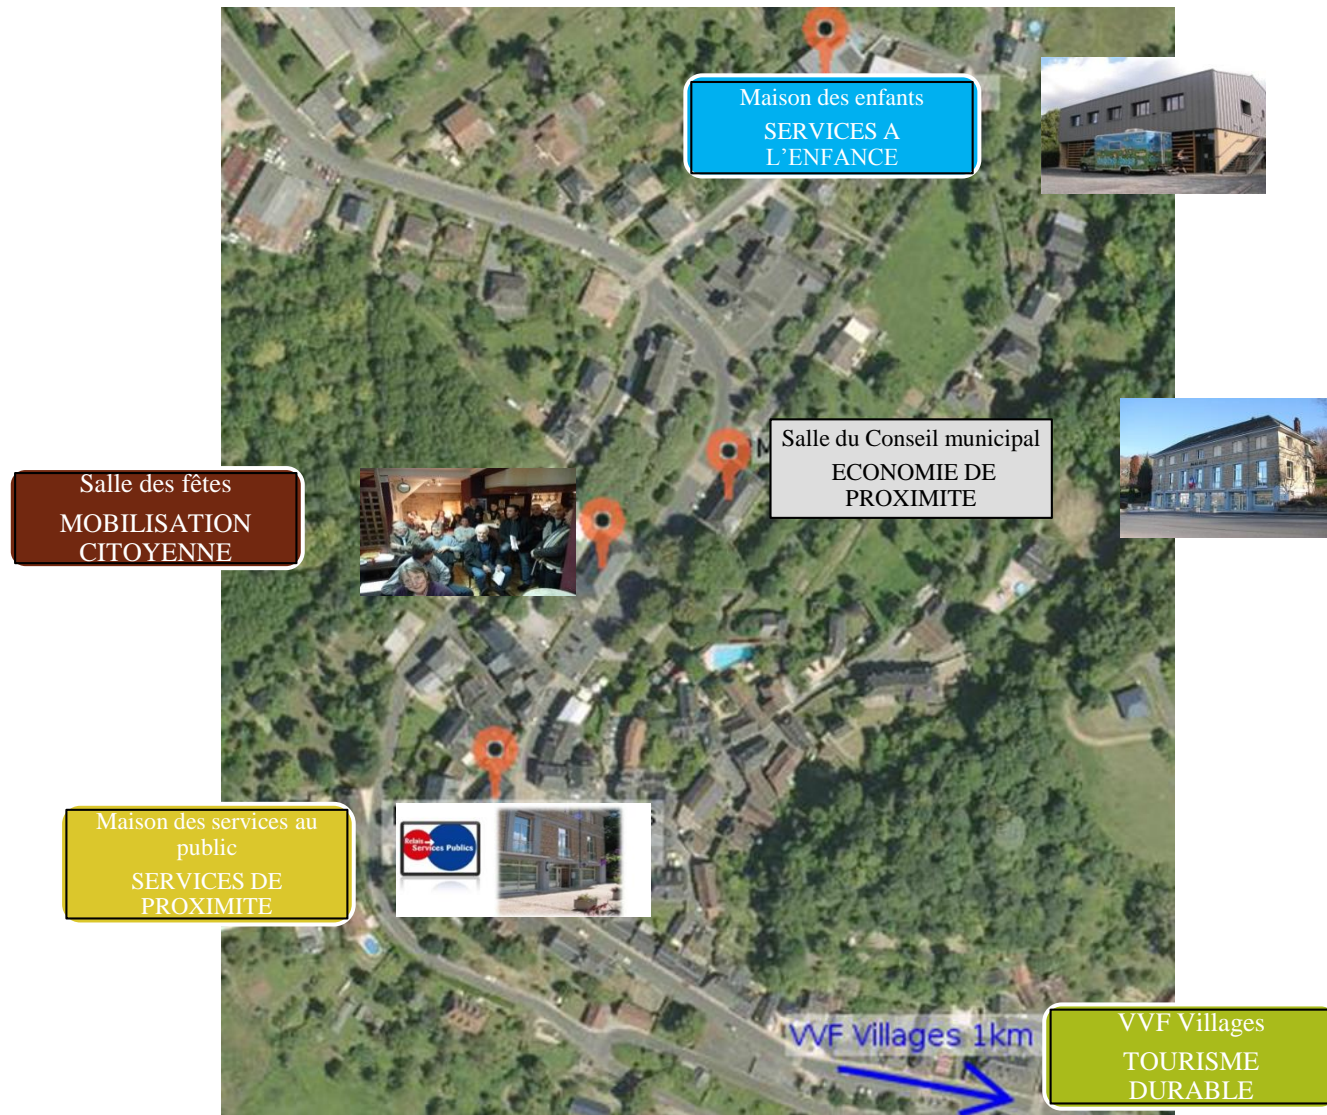 Maison des enfants
SERVICES A
L’ENFANCE
Salle du Conseil municipal
ECONOMIE DE
PROXIMITE
Salle des fêtes
MOBILISATION
CITOYENNE
Maison des services au
public
SERVICES DE
PROXIMITE
Relais
Services Publics
VVF Villages 1km
VVF Villages
TOURISME
DURABLE